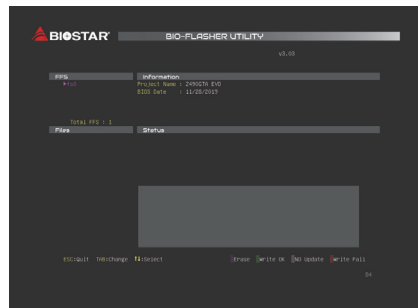 BIOSTAR BIO-FLASHER UTILITY
v3.03
FFS
Information
fs0
Project Name : Z490GTA EVO
BIOS Date : 11/28/2019
Total FFS : 1
Files
Status
ESC:Quit TAB:Change ↑↓:Select Erase Write OK NO Update Write Fail